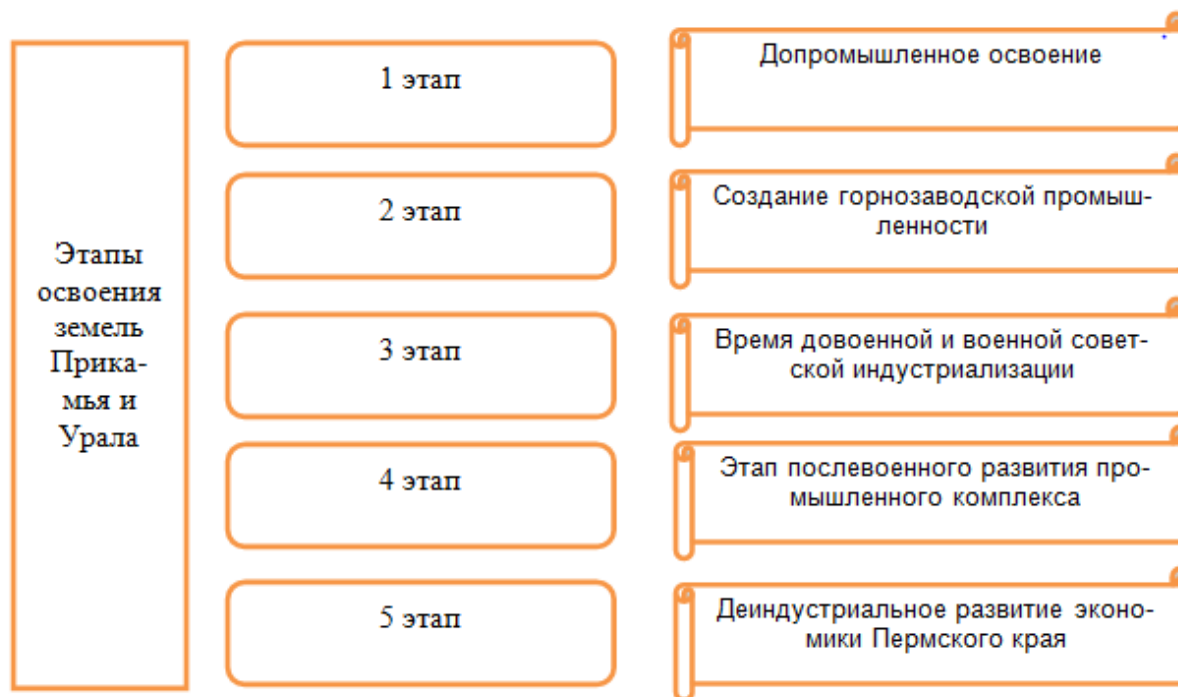 Этапы
освоения
земель
Прика-
мья и
Урала
1 этап
Допромышленное освоение
2 этап
Создание горнозаводской промыш-
ленности
3 этап
Время довоенной и военной совет-
ской индустриализации
4 этап
Этап послевоенного развития про-
мышленного комплекса
5 этап
Деиндустриальное развитие эконо-
мики Пермского края